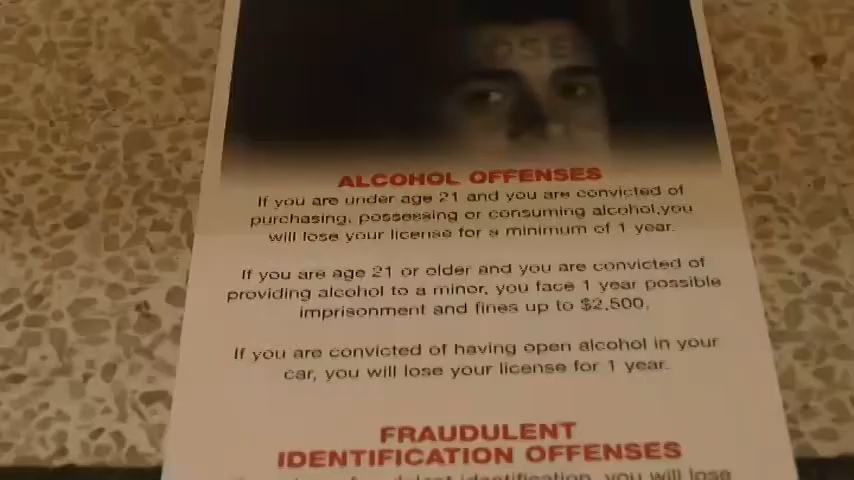 ALCOHOL OFFENSES
If you are under age 21 and you are convicted of
purchasing, possessing or consuming alcohol,you
will lose your license for a minimum of 1 year.
If you are age 21 or older and you are convicted of
providing alcohol to a minor, you face 1 year possible
imprisonment and fines up to $2,500.
If you are convicted of having open alcohol in your
car, you will lose your license for 1 year.
FRAUDULENT
IDENTIFICATION OFFENSES
identification, you will lose